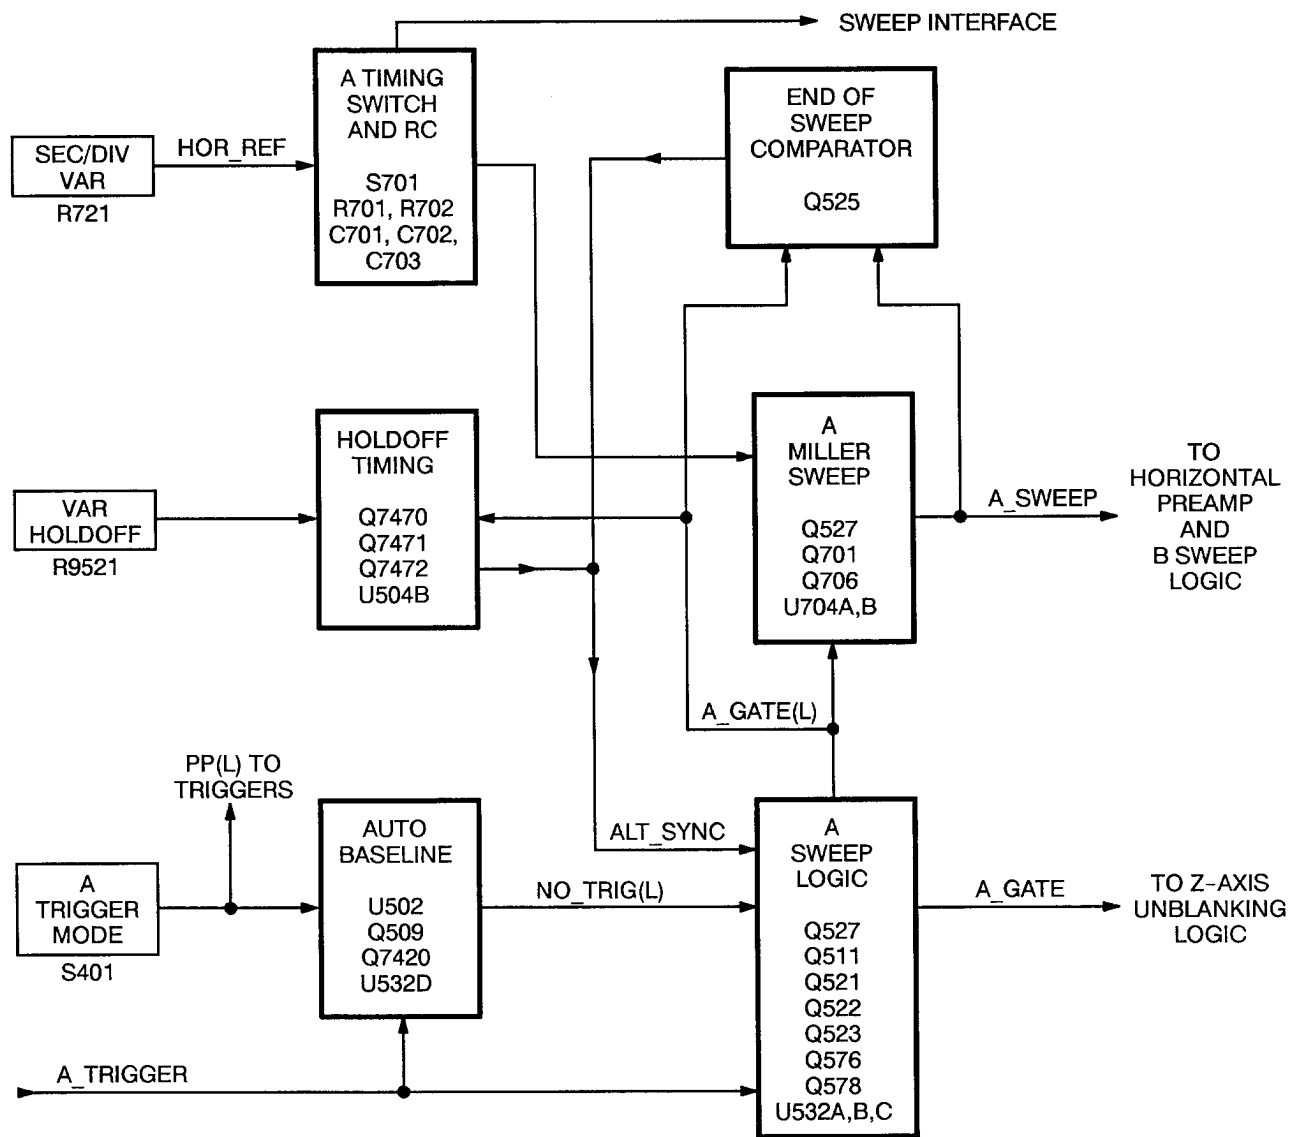 SWEEP INTERFACE
A TIMING
SWITCH
AND RC
S701
R701, R702
C701, C702,
C703
END OF
SWEEP
COMPARATOR
Q525
SEC/DIV
VAR
R721
HOR_REF
HOLDOFF
TIMING
Q7470
Q7471
Q7472
U504B
VAR
HOLDOFF
R9521
A
MILLER
SWEEP
Q527
Q701
Q706
U704A,B
A_SWEEP
TO
HORIZONTAL
PREAMP
AND
B SWEEP
LOGIC
A_GATE(L)
PP(L) TO
TRIGGERS
A
TRIGGER
MODE
S401
AUTO
BASELINE
U502
Q509
Q7420
U532D
ALT_SYNC
NO_TRIG(L)
A
SWEEP
LOGIC
Q527
Q511
Q521
Q522
Q523
Q576
Q578
U532A,B,C
A_GATE
TO Z-AXIS
UNBLANKING
LOGIC
A_TRIGGER